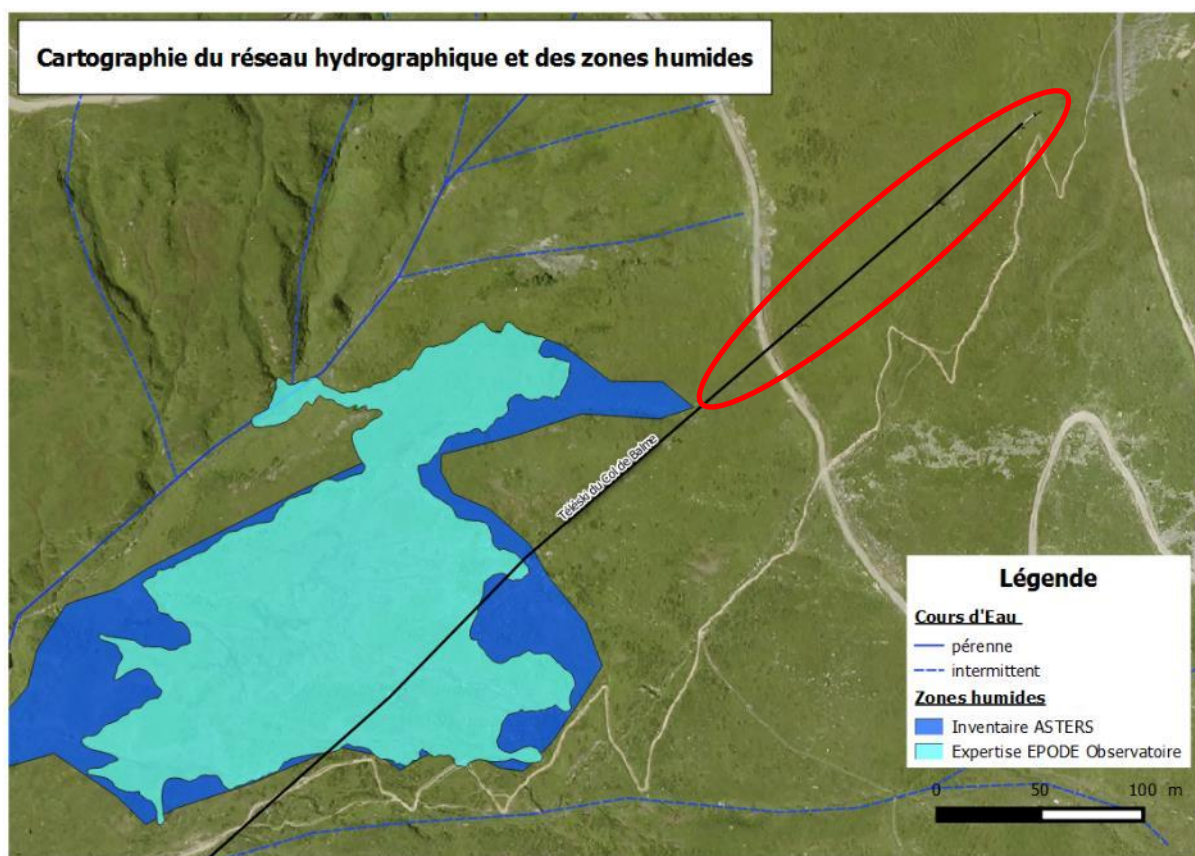 Cartographie du réseau hydrographique et des zones humides
Téléski du Col de Balme
Légende
Cours d'Eau
pérenne
intermittent
Zones humides
Inventaire ASTERS
Expertise EPODE Observatoire
0 50 100 m